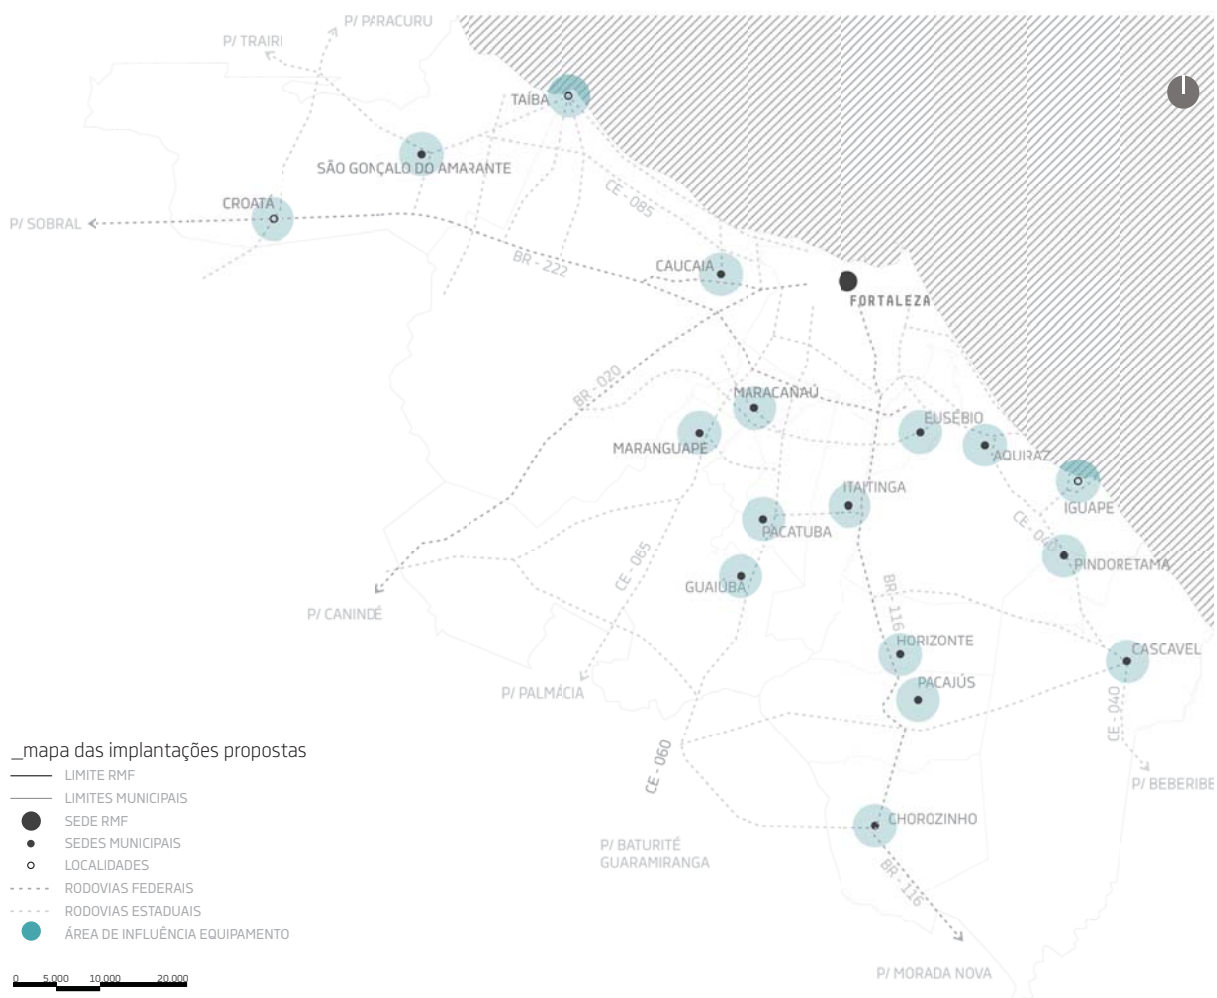 P/ PARACURU
P/ TRAIRI
TAÍBA
SÃO GONÇALO DO AMARANTE
CROATÁ
P/ SOBRAL
CE - 085
BR - 222
CAUCAIA
FORTALEZA
BR - 020
MARACANAÚ
MARANGUAPE
EUSÉBIO
AQUIRAZ
ITAITINGA
IGUAPE
PACATUBA
CE - 040
PINDORETAMA
CE - 065
GUAIÚBA
P/ CANINDÉ
BR - 116
HORIZONTE
CASCAVEL
PACAJÚS
P/ PALMÁCIA
CE - 040
CE - 060
P/ BEBERIBE
CHOROZINHO
P/ BATURITÉ
GUARAMIRANGA
BR - 116
P/ MORADA NOVA
_mapa das implantações propostas
LIMITE RMF
LIMITES MUNICIPAIS
SEDE RMF
SEDES MUNICIPAIS
LOCALIDADES
RODOVIAS FEDERAIS
RODOVIAS ESTADUAIS
ÁREA DE INFLUÊNCIA EQUIPAMENTO
0 5.000 10.000 20.000